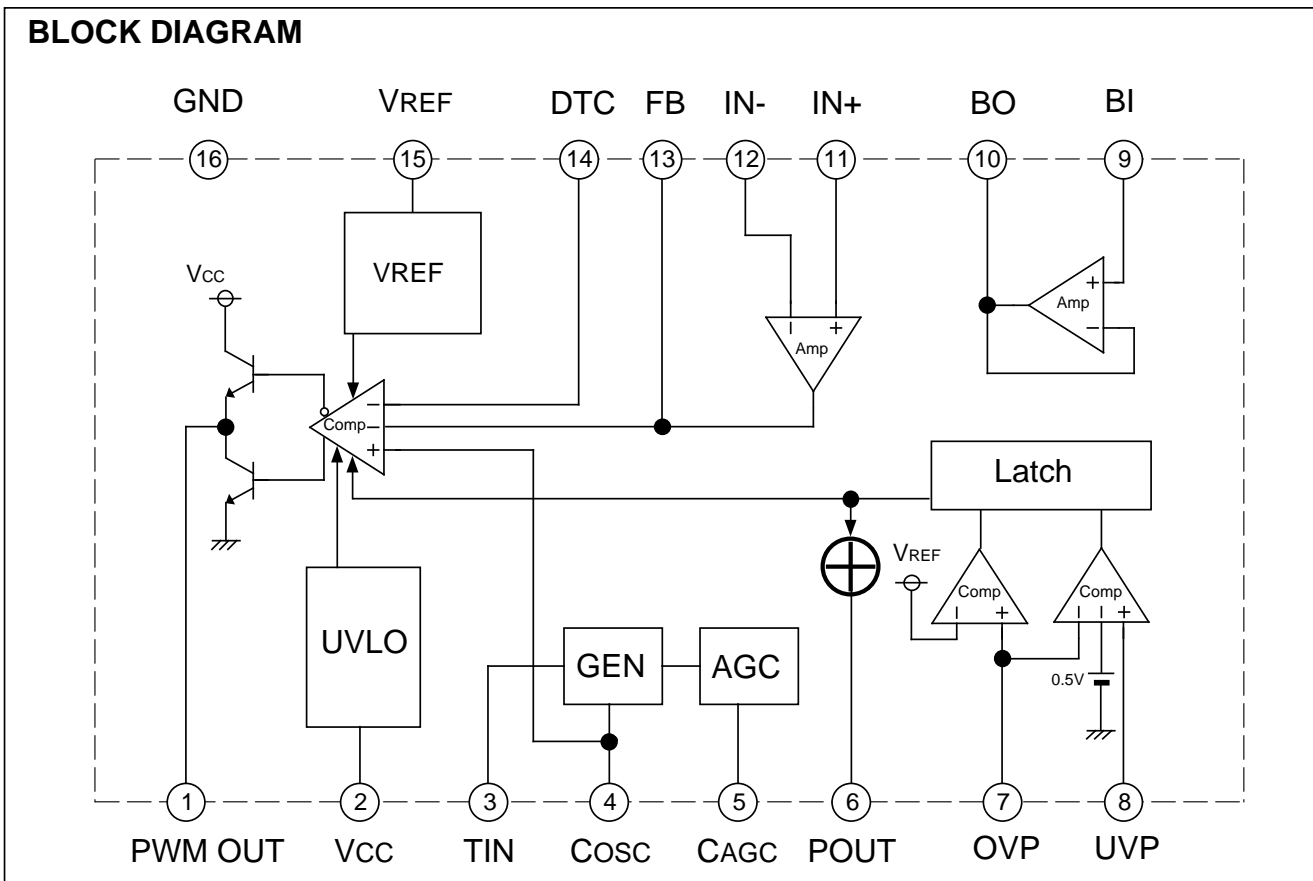 BLOCK DIAGRAM
GND VREF DTC FB IN- IN+ BO BI
16 15 14 13 12 11 10 9
VREF
VCC
+
Amp
−
− +
Amp
−
Comp −
+
Latch
VREF
Comp
− +
Comp
− − +
0.5V
UVLO
GEN
AGC
1 2 3 4 5 6 7 8
PWM OUT VCC TIN COSC CAGC POUT OVP UVP